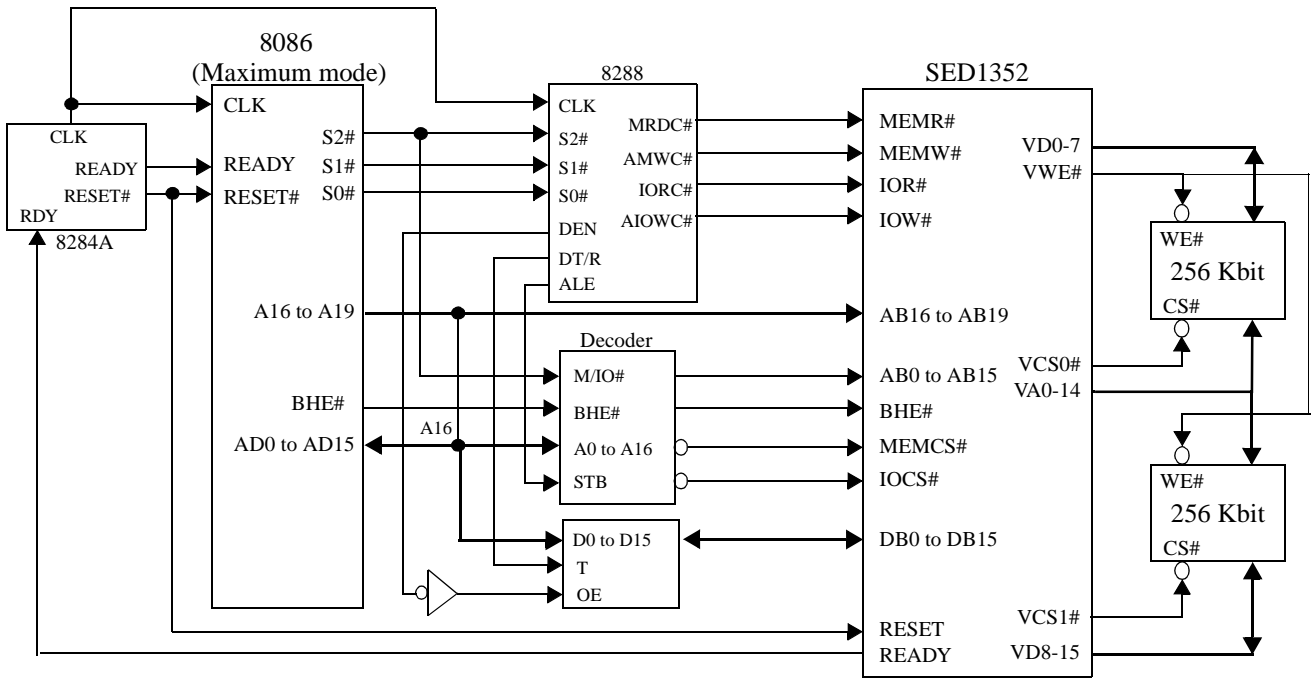 8086
(Maximum mode)
8288
SED1352
CLK
READY
RESET#
RDY
8284A
CLK
READY
RESET#
S2#
S1#
S0#
A16 to A19
BHE#
AD0 to AD15
A16
CLK
S2#
S1#
S0#
DEN
DT/R
ALE
MRDC#
AMWC#
IORC#
AIOWC#
Decoder
M/IO#
BHE#
A0 to A16
STB
D0 to D15
T
OE
MEMR#
MEMW#
IOR#
IOW#
AB16 to AB19
AB0 to AB15
BHE#
MEMCS#
IOCS#
DB0 to DB15
RESET
READY
VD0-7
VWE#
VCS0#
VA0-14
VCS1#
VD8-15
WE#
256 Kbit
CS#
WE#
256 Kbit
CS#